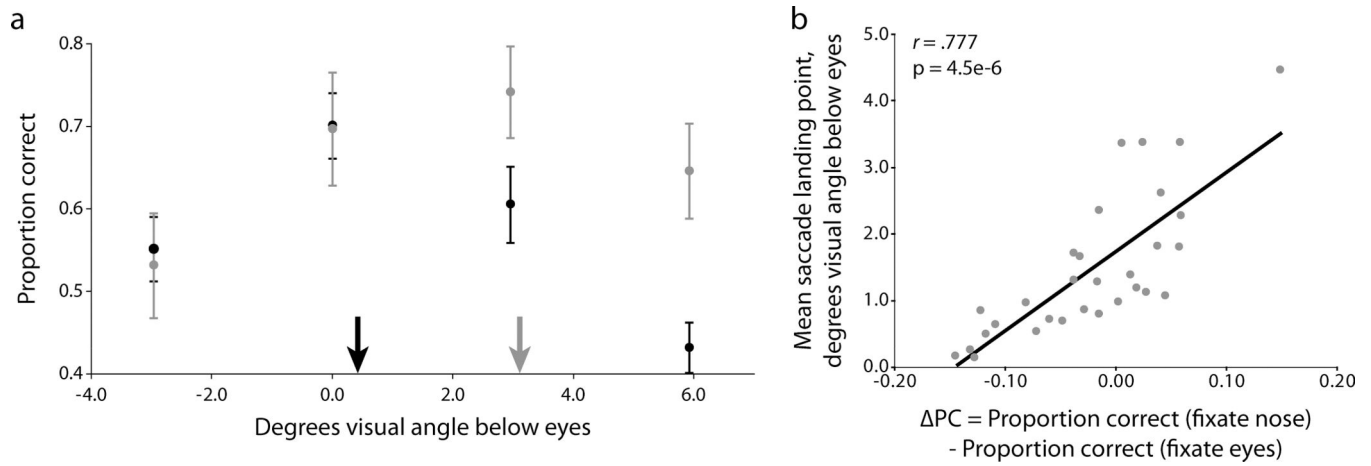 a
0.8
0.7
0.6
0.5
0.4
Proportion correct
-4.0 -2.0 0.0 2.0 4.0 6.0
Degrees visual angle below eyes
b
r = .777
p = 4.5e-6
5.0
4.0
3.0
2.0
1.0
0.0
Mean saccade landing point,
degrees visual angle below eyes
-0.20 -0.10 0.00 0.10 0.20
ΔPC = Proportion correct (fixate nose)
- Proportion correct (fixate eyes)